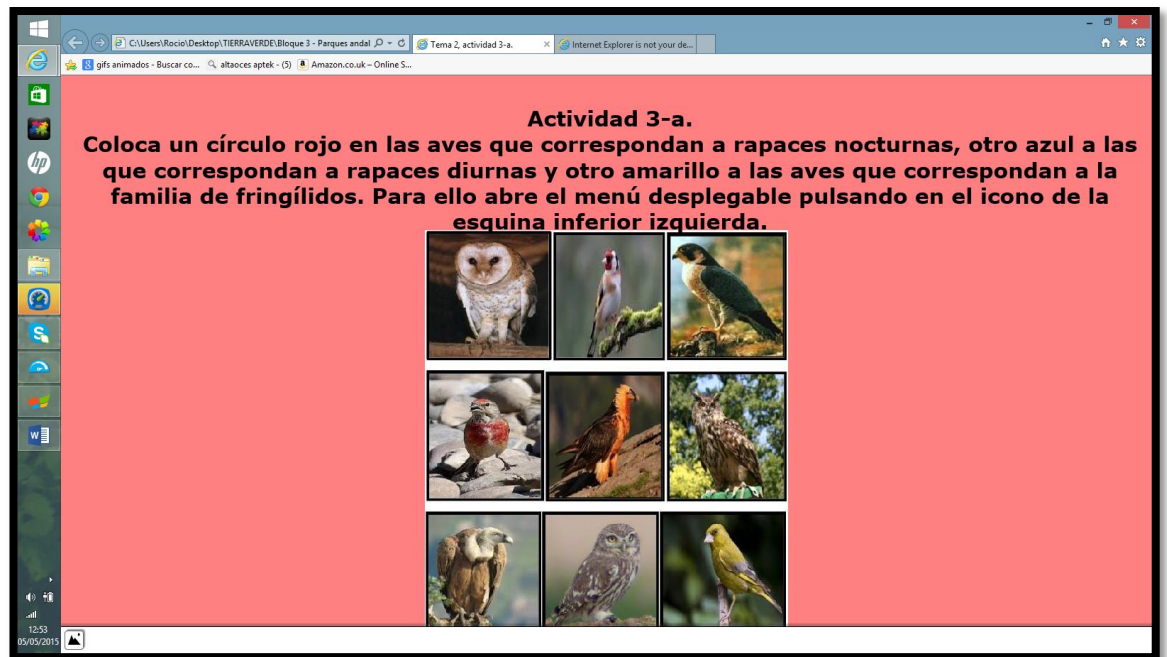 C:\Users\Rocio\Desktop\TIERRAVERDE\Bloque 3 - Parques andal
Tema 2, actividad 3-a.
Internet Explorer is not your de...
gifs animados - Buscar co...
altaoces aptek - (5)
Amazon.co.uk – Online S...
Actividad 3-a.
Coloca un círculo rojo en las aves que correspondan a rapaces nocturnas, otro azul a las
que correspondan a rapaces diurnas y otro amarillo a las aves que correspondan a la
familia de fringílidos. Para ello abre el menú desplegable pulsando en el icono de la
esquina inferior izquierda.
12:53
05/05/2015